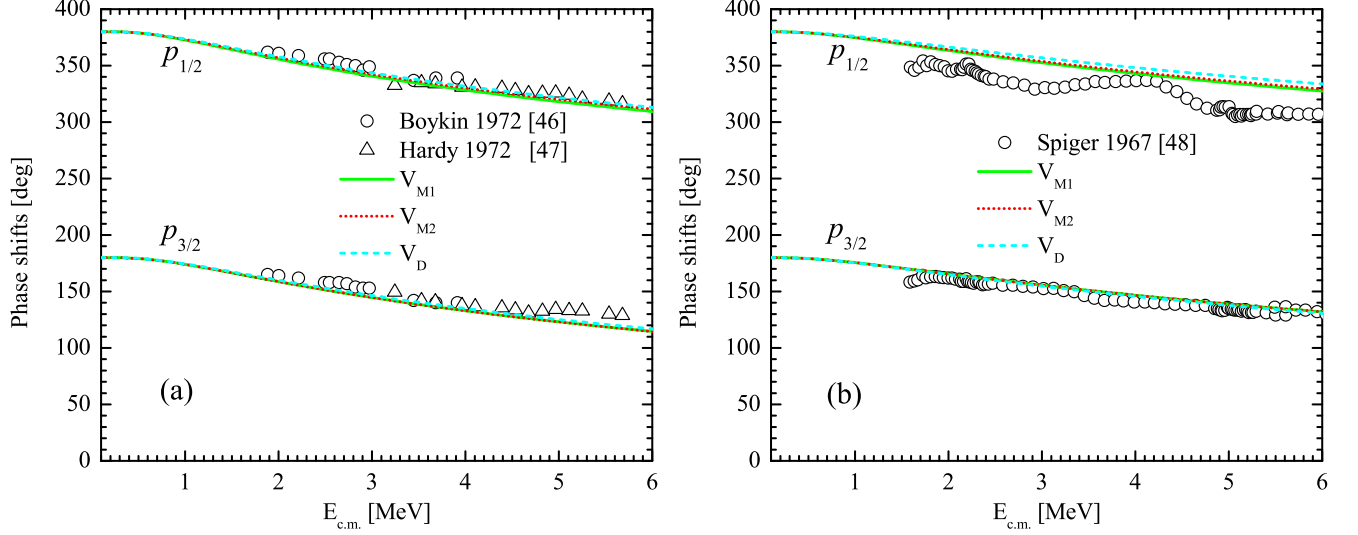 400
350
300
250
200
150
100
50
0
Phase shifts [deg]
p1/2
Boykin 1972 [46]
Hardy 1972 [47]
VM1
VM2
VD
p3/2
(a)
1 2 3 4 5 6
Ec.m. [MeV]
400
350
300
250
200
150
100
50
0
Phase shifts [deg]
p1/2
Spiger 1967 [48]
VM1
VM2
VD
p3/2
(b)
1 2 3 4 5 6
Ec.m. [MeV]